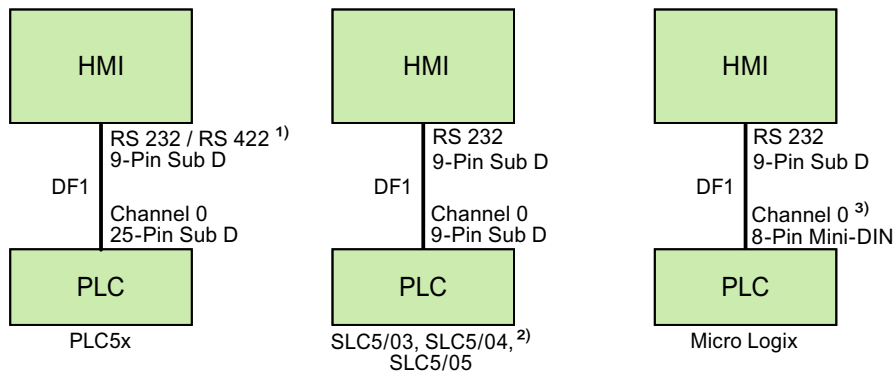 HMI
RS 232 / RS 422 1)
9-Pin Sub D
DF1
Channel 0
25-Pin Sub D
PLC
PLC5x
HMI
RS 232
9-Pin Sub D
DF1
Channel 0
9-Pin Sub D
PLC
SLC5/03, SLC5/04, 2)
SLC5/05
HMI
RS 232
9-Pin Sub D
DF1
Channel 0 3)
8-Pin Mini-DIN
PLC
Micro Logix